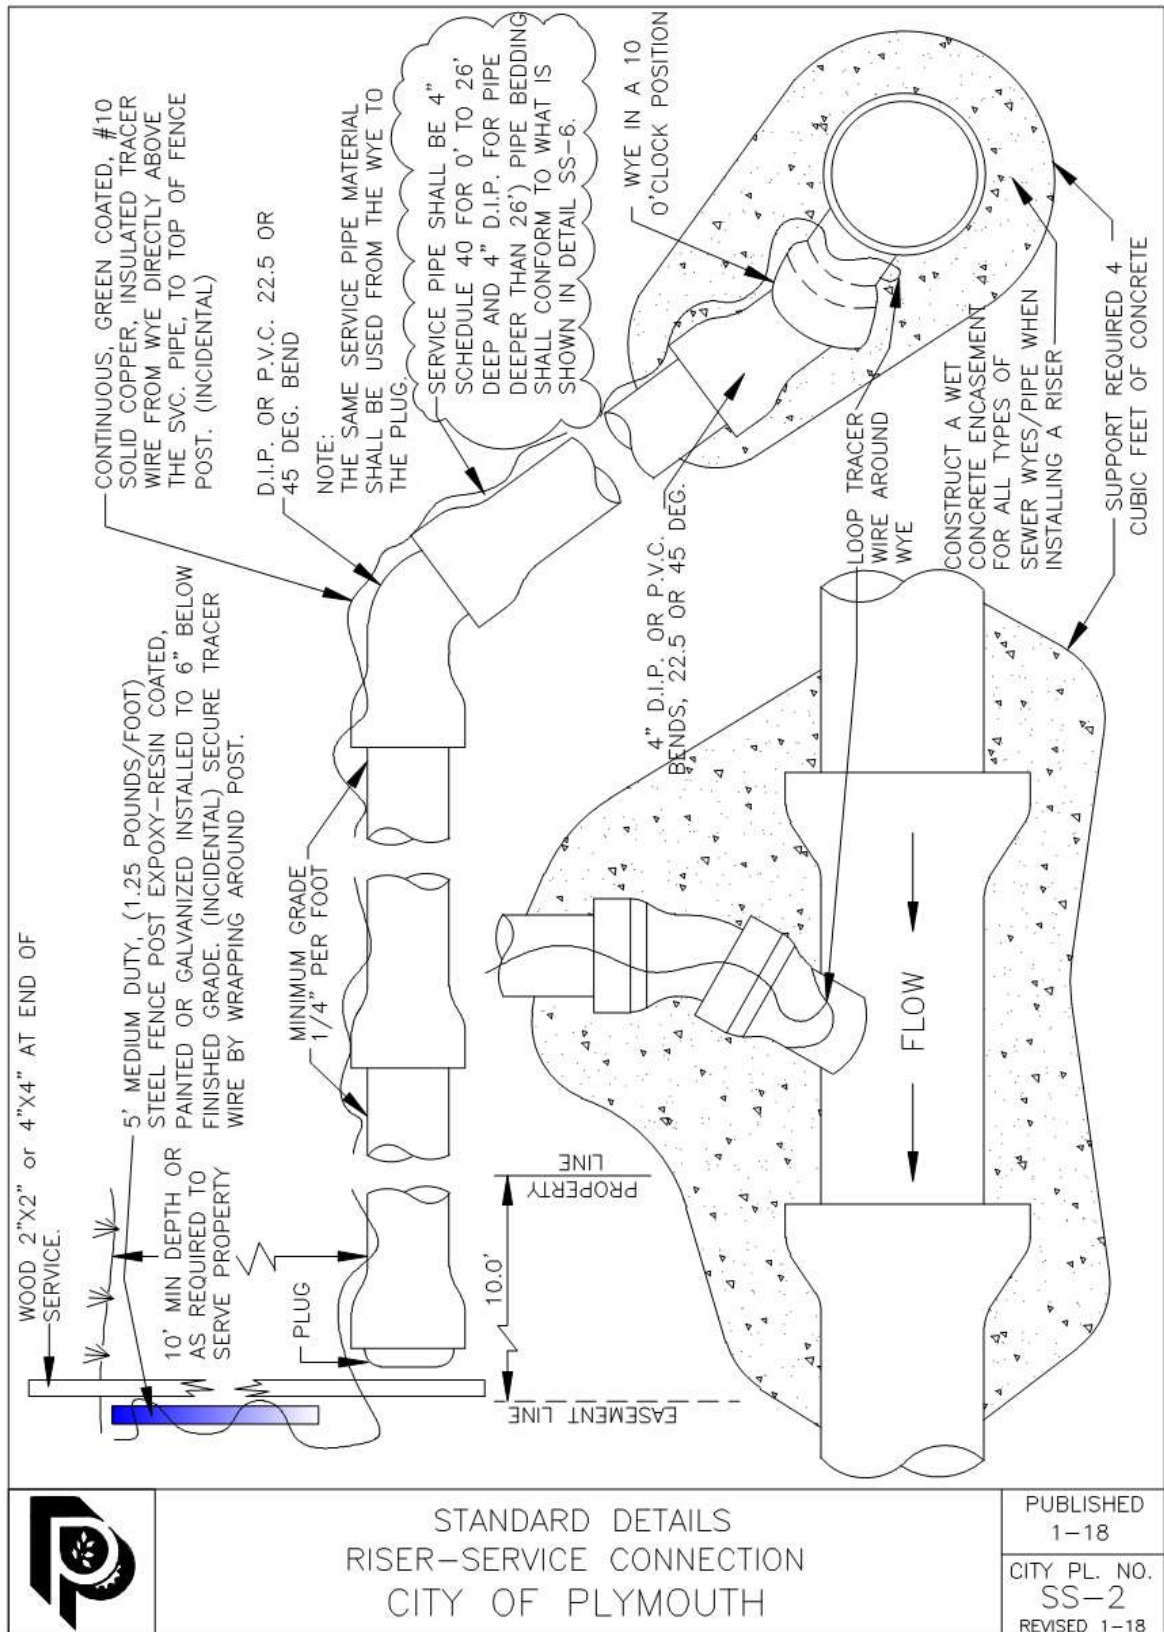 WOOD 2"X2" or 4"X4" AT END OF
SERVICE.
5' MEDIUM DUTY, (1.25 POUNDS/FOOT)
STEEL FENCE POST EXPOXY-RESIN COATED,
PAINTED OR GALVANIZED INSTALLED TO 6" BELOW
FINISHED GRADE. (INCIDENTAL) SECURE TRACER
WIRE BY WRAPPING AROUND POST.
10' MIN DEPTH OR
AS REQUIRED TO
SERVE PROPERTY
PLUG
MINIMUM GRADE
1/4" PER FOOT
CONTINUOUS, GREEN COATED, #10
SOLID COPPER, INSULATED TRACER
WIRE FROM WYE DIRECTLY ABOVE
THE SVC. PIPE, TO TOP OF FENCE
POST. (INCIDENTAL)
D.I.P. OR P.V.C. 22.5 OR
45 DEG. BEND
NOTE:
THE SAME SERVICE PIPE MATERIAL
SHALL BE USED FROM THE WYE TO
THE PLUG.
SERVICE PIPE SHALL BE 4"
SCHEDULE 40 FOR 0' TO 26'
DEEP AND 4" D.I.P. FOR PIPE
DEEPER THAN 26') PIPE BEDDING
SHALL CONFORM TO WHAT IS
SHOWN IN DETAIL SS-6.
WYE IN A 10
O'CLOCK POSITION
10.0'
EASEMENT LINE
PROPERTY
LINE
4" D.I.P. OR P.V.C.
BENDS, 22.5 OR 45 DEG.
LOOP TRACER
WIRE AROUND
WYE
CONSTRUCT A WET
CONCRETE ENCASEMENT
FOR ALL TYPES OF
SEWER WYES/PIPE WHEN
INSTALLING A RISER
SUPPORT REQUIRED 4
CUBIC FEET OF CONCRETE
FLOW
STANDARD DETAILS
RISER-SERVICE CONNECTION
CITY OF PLYMOUTH
PUBLISHED
1-18
CITY PL. NO.
SS-2
REVISED 1-18